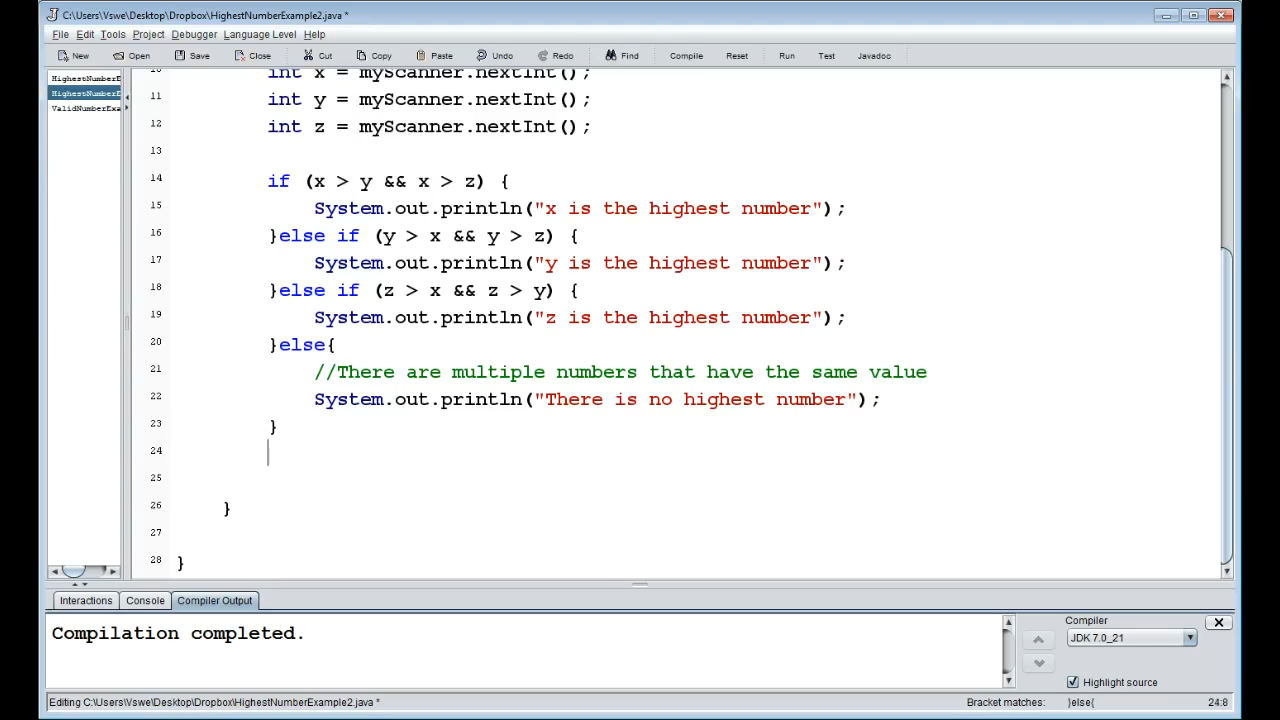 C:\Users\Vswe\Desktop\Dropbox\HighestNumberExample2.java *
File Edit Tools Project Debugger Language Level Help
New Open Save Close Cut Copy Paste Undo Redo Find Compile Reset Run Test Javadoc
HighestNumberE
HighestNumberE
ValidNumberExa
10 int x = myScanner.nextInt();
11 int y = myScanner.nextInt();
12 int z = myScanner.nextInt();
13
14 if (x > y && x > z) {
15 System.out.println("x is the highest number");
16 }else if (y > x && y > z) {
17 System.out.println("y is the highest number");
18 }else if (z > x && z > y) {
19 System.out.println("z is the highest number");
20 }else{
21 //There are multiple numbers that have the same value
22 System.out.println("There is no highest number");
23 }
24
25
26 }
27
28 }
Interactions Console Compiler Output
Compilation completed.
Compiler
JDK 7.0_21
Highlight source
Editing C:\Users\Vswe\Desktop\Dropbox\HighestNumberExample2.java * Bracket matches: }else{ 24:8